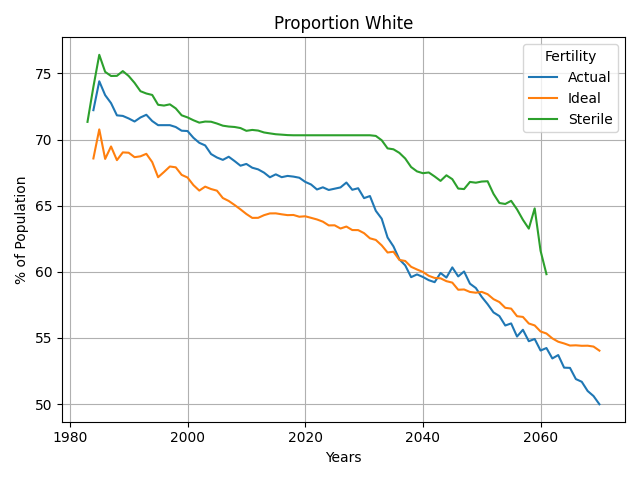 Proportion White
Fertility
Actual
Ideal
Sterile
% of Population
75
70
65
60
55
50
1980
2000
2020
2040
2060
Years